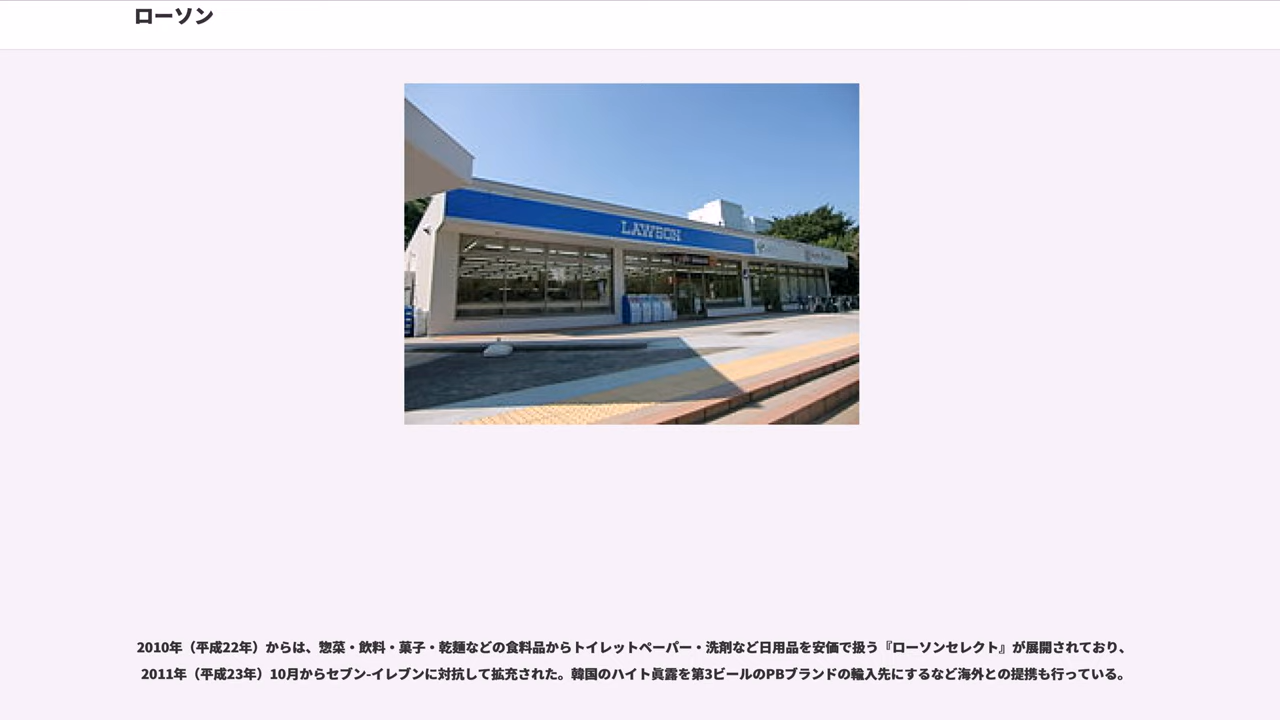 ローソン
LAWSON
2010年（平成22年）からは、惣菜・飲料・菓子・乾麺などの食料品からトイレットペーパー・洗剤など日用品を安価で扱う『ローソンセレクト』が展開されており、
2011年（平成23年）10月からセブン-イレブンに対抗して拡充された。韓国のハイト眞露を第3ビールのPBブランドの輸入先にするなど海外との提携も行っている。